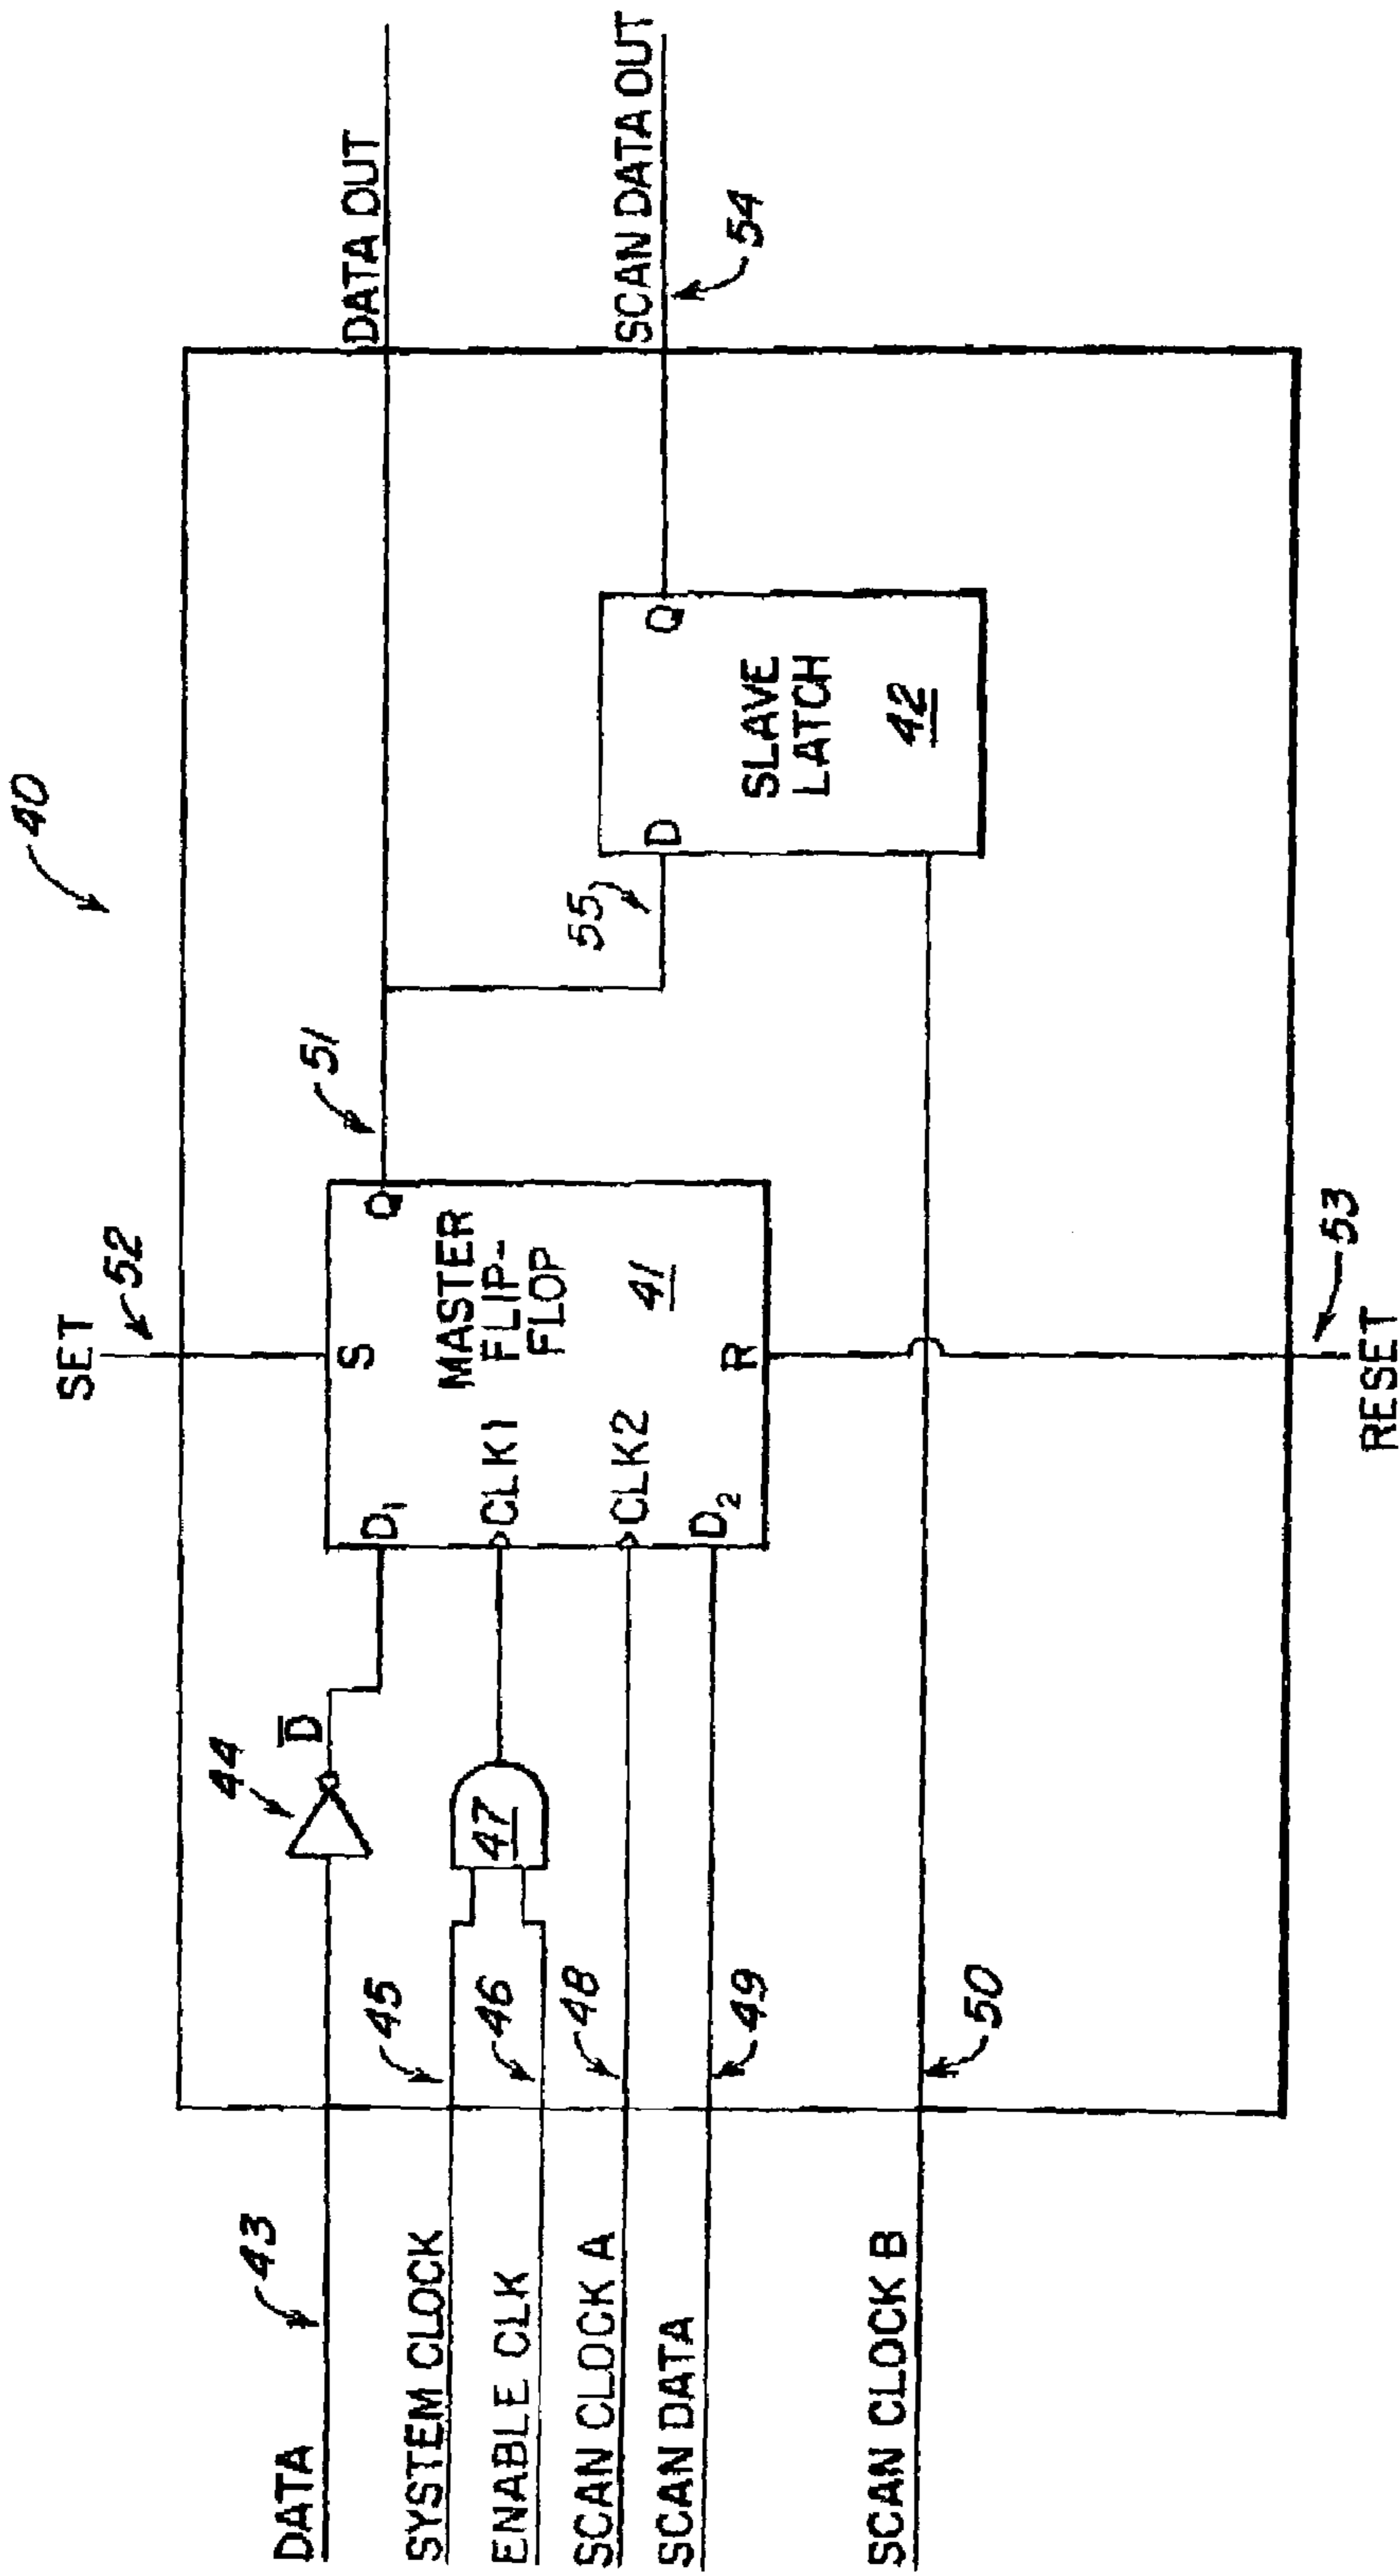 40
SET
52
DATA OUT
DATA
43
44
D̅
D₁
S
Q
51
SYSTEM CLOCK
45
47
CLK1
MASTER
FLIP-
FLOP
41
ENABLE CLK
46
SCAN CLOCK A
48
CLK2
SCAN DATA
49
D₂
R
55
D
Q
SLAVE
LATCH
42
SCAN DATA OUT
54
SCAN CLOCK B
50
53
RESET